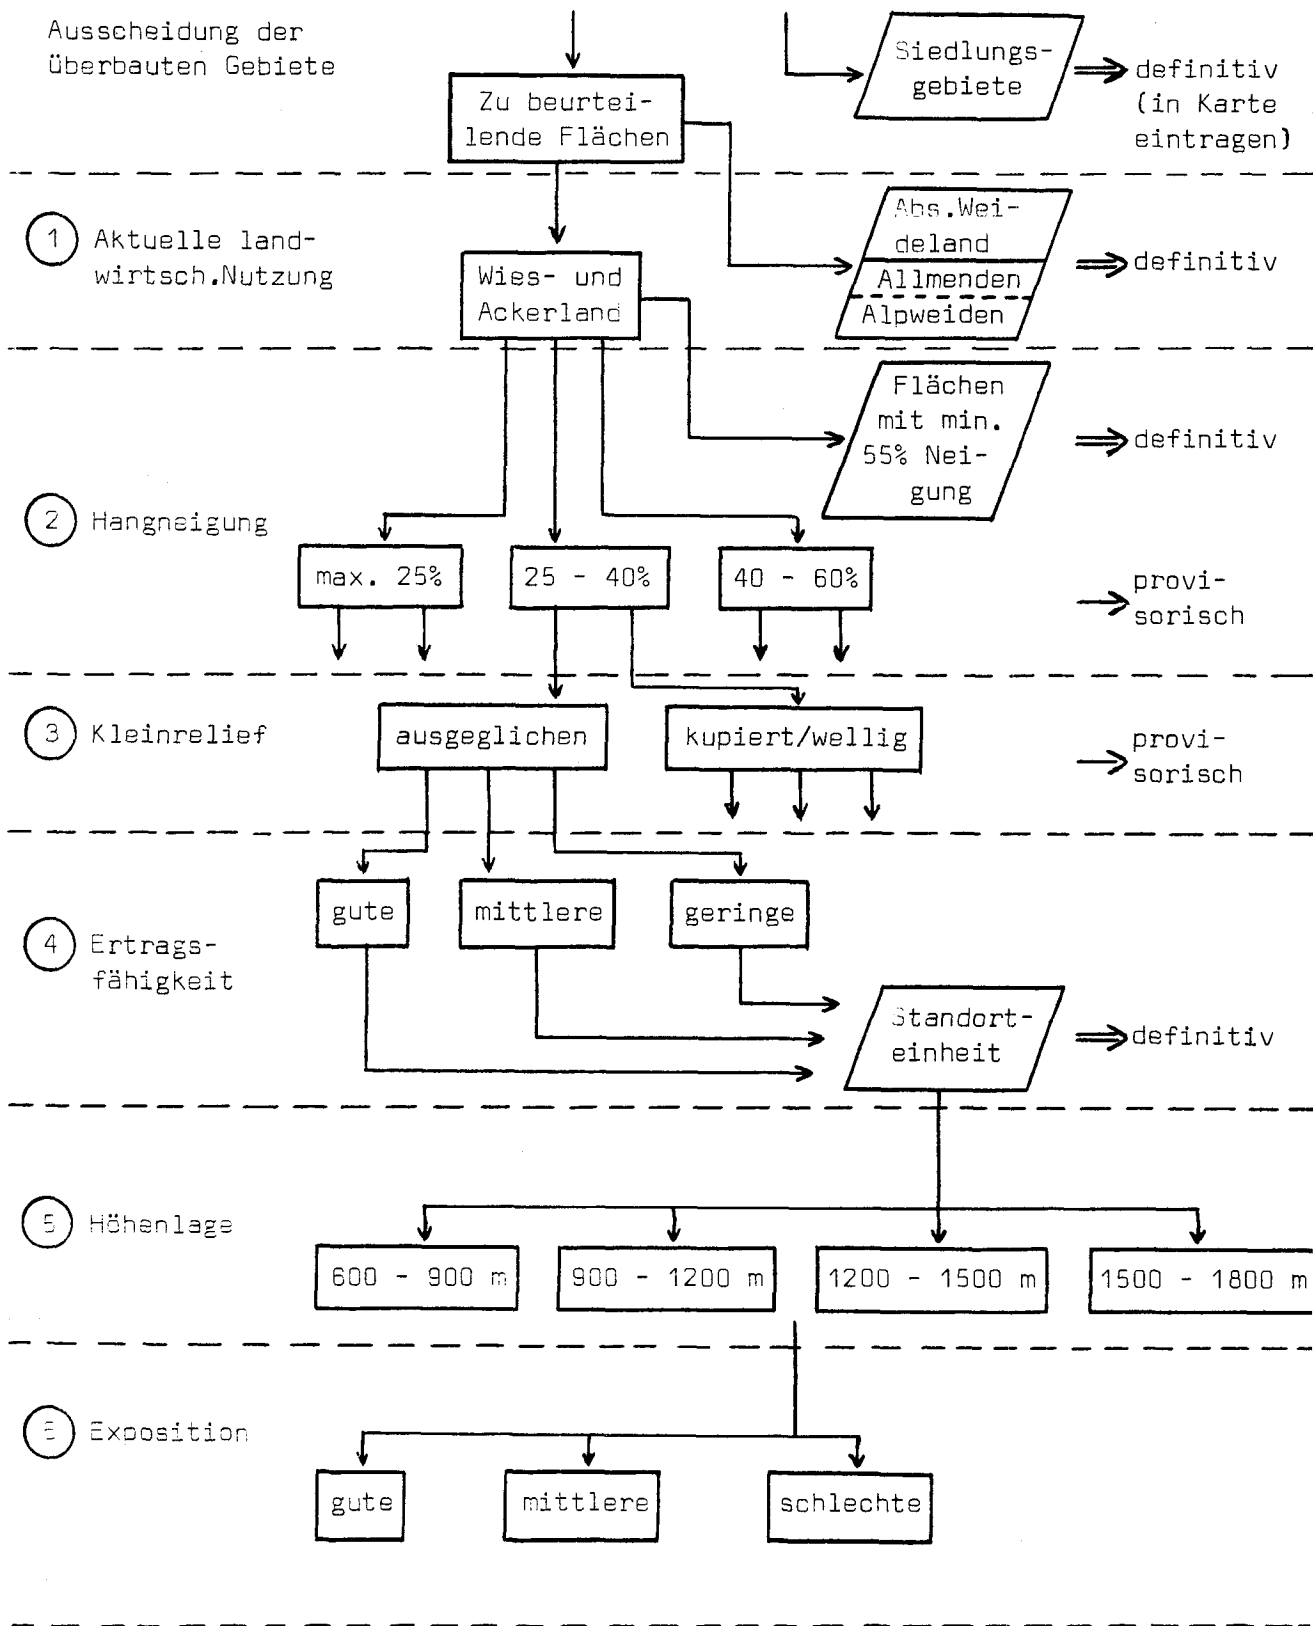 Ausscheidung der
überbauten Gebiete
Zu beurtei-
lende Flächen
Siedlungs-
gebiete
definitiv
(in Karte
eintragen)
1 Aktuelle land-
wirtsch.Nutzung
Wies- und
Ackerland
Abs.Wei-
deland
Allmenden
Alpweiden
definitiv
2 Hangneigung
Flächen
mit min.
55% Nei-
gung
definitiv
max. 25%
25 - 40%
40 - 60%
provi-
sorisch
3 Kleinrelief
ausgeglichen
kupiert/wellig
provi-
sorisch
4 Ertrags-
fähigkeit
gute
mittlere
geringe
Standort-
einheit
definitiv
5 Höhenlage
600 - 900 m
900 - 1200 m
1200 - 1500 m
1500 - 1800 m
6 Exposition
gute
mittlere
schlechte